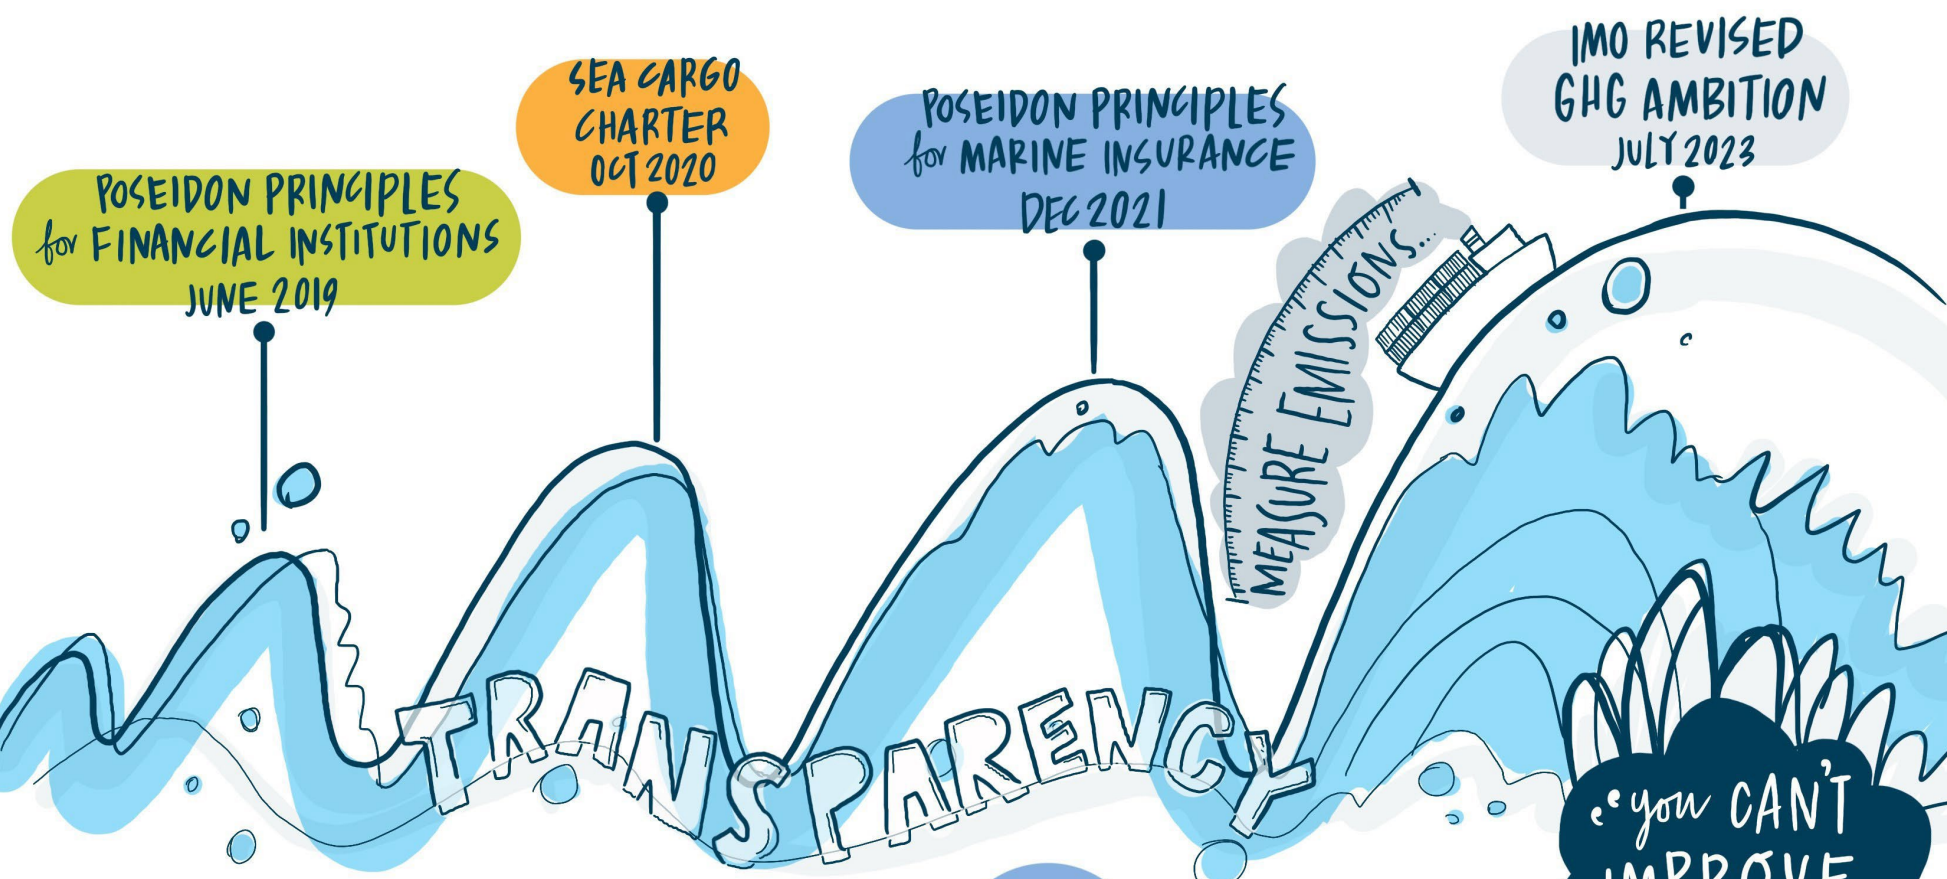 POSEIDON PRINCIPLES
for FINANCIAL INSTITUTIONS
JUNE 2019
SEA CARGO
CHARTER
OCT 2020
POSEIDON PRINCIPLES
for MARINE INSURANCE
DEC 2021
IMO REVISED
GHG AMBITION
JULY 2023
MEASURE EMISSIONS...
TRANSPARENCY
“you CAN'T
IMPROVE